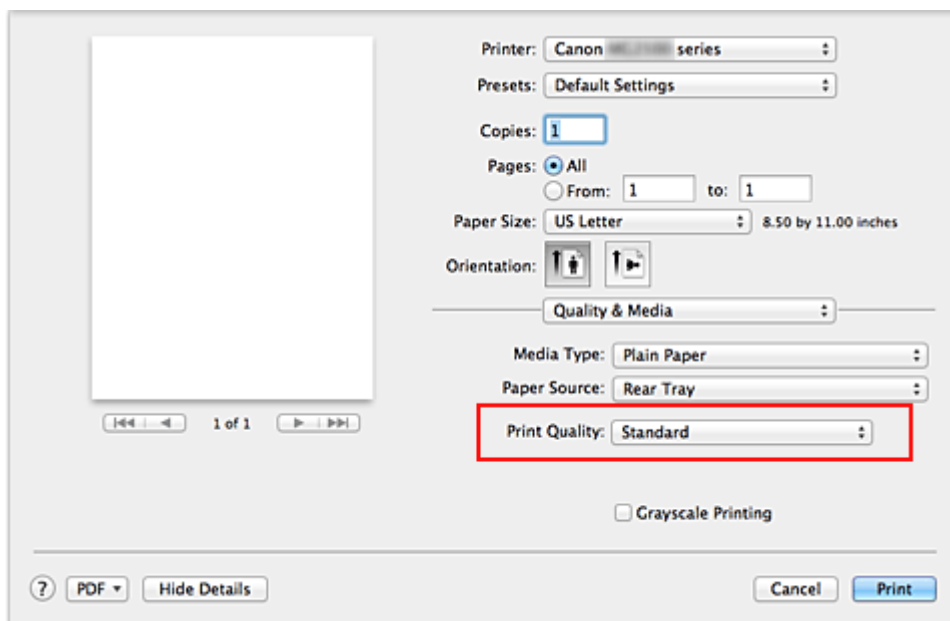 Printer: Canon series
Presets: Default Settings
Copies: 1
Pages: All
From: 1 to: 1
Paper Size: US Letter 8.50 by 11.00 inches
Orientation:
Quality & Media
Media Type: Plain Paper
Paper Source: Rear Tray
1 of 1
Print Quality: Standard
Grayscale Printing
? PDF Hide Details Cancel Print